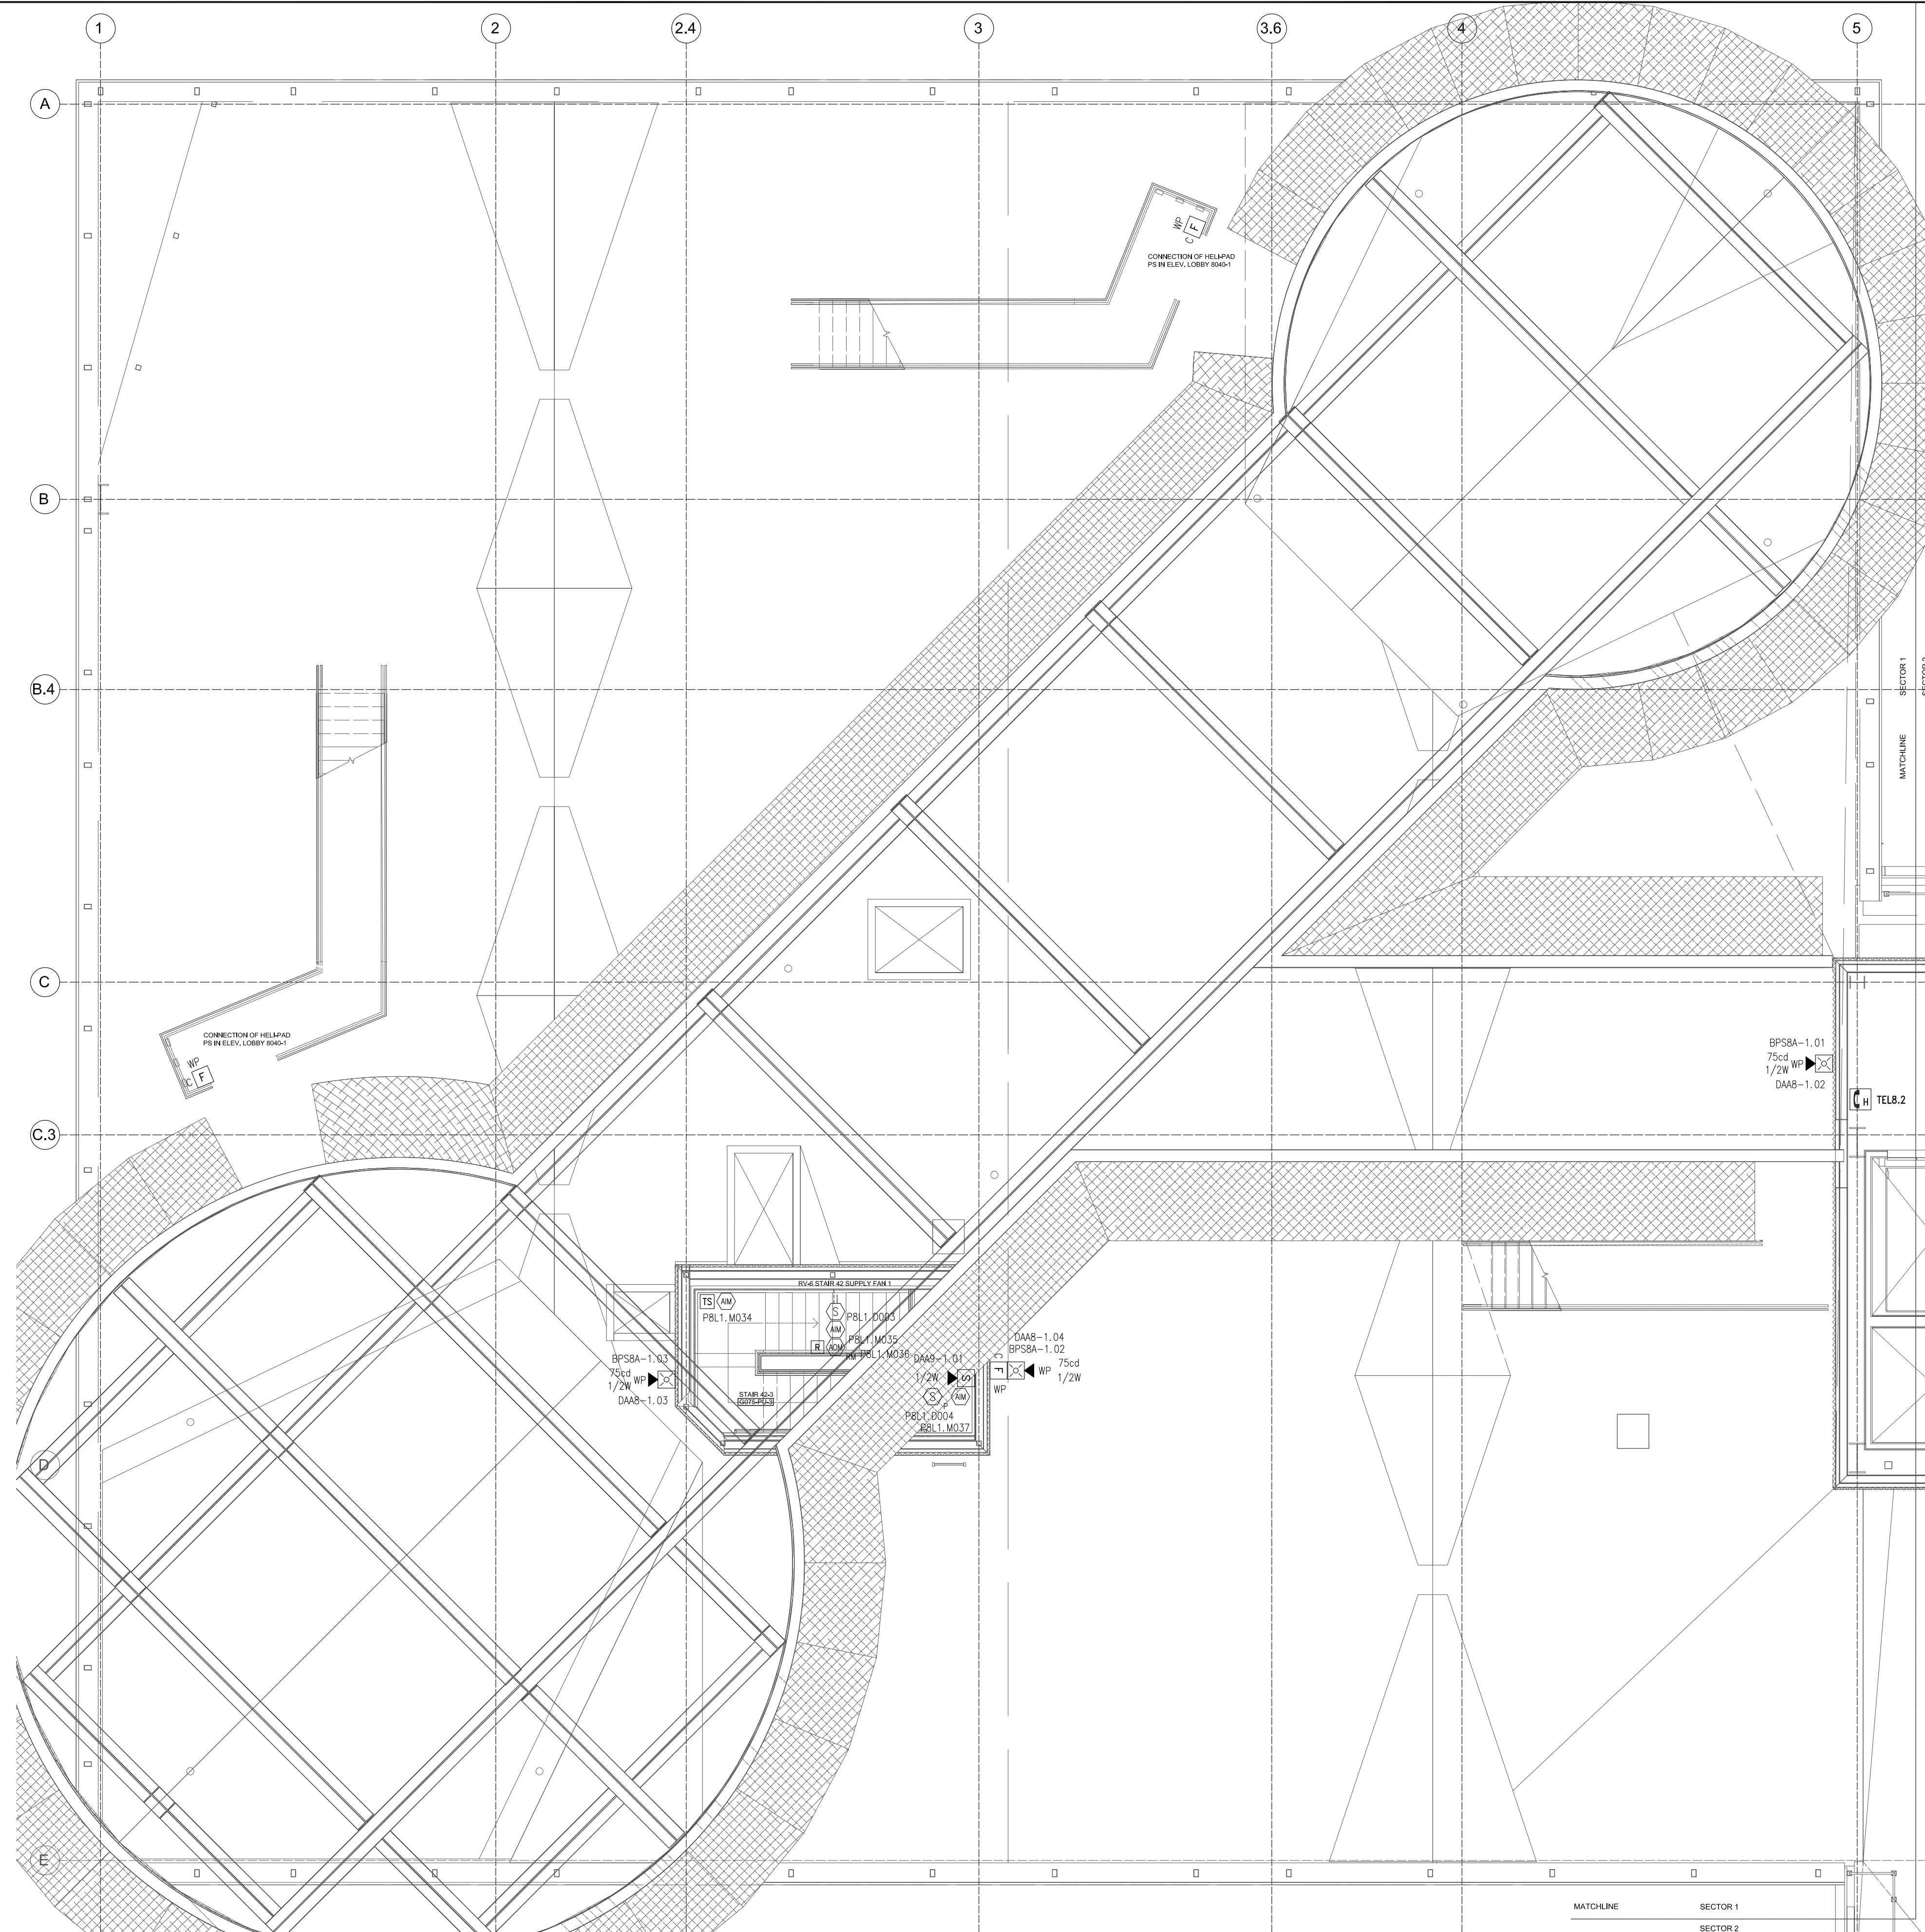 1
2
2.4
3
3.6
4
5
A
WP
C F
CONNECTION OF HELI-PAD
PS IN ELEV. LOBBY 8040-1
B
B.4
SECTOR 1
MATCHLINE
C
CONNECTION OF HELI-PAD
PS IN ELEV. LOBBY 8040-1
WP
C F
BPS8A-1.01
75cd
1/2W WP
DAA8-1.02
H TEL8.2
C.3
RV-6 STAIR 42 SUPPLY FAN 1
TS AIM
P8L1.M034
S P8L1.D003
AIM P8L1.M035
R AOM
RM P8L1.M036
BPS8A-1.03
75cd
1/2W WP
DAA8-1.03
STAIR 42-3
DAA9-1.01
1/2W S
S P AIM
P8L1.D004
P8L1.M037
DAA8-1.04
BPS8A-1.02
C F WP 75cd
WP 1/2W
D
E
MATCHLINE SECTOR 1
SECTOR 2